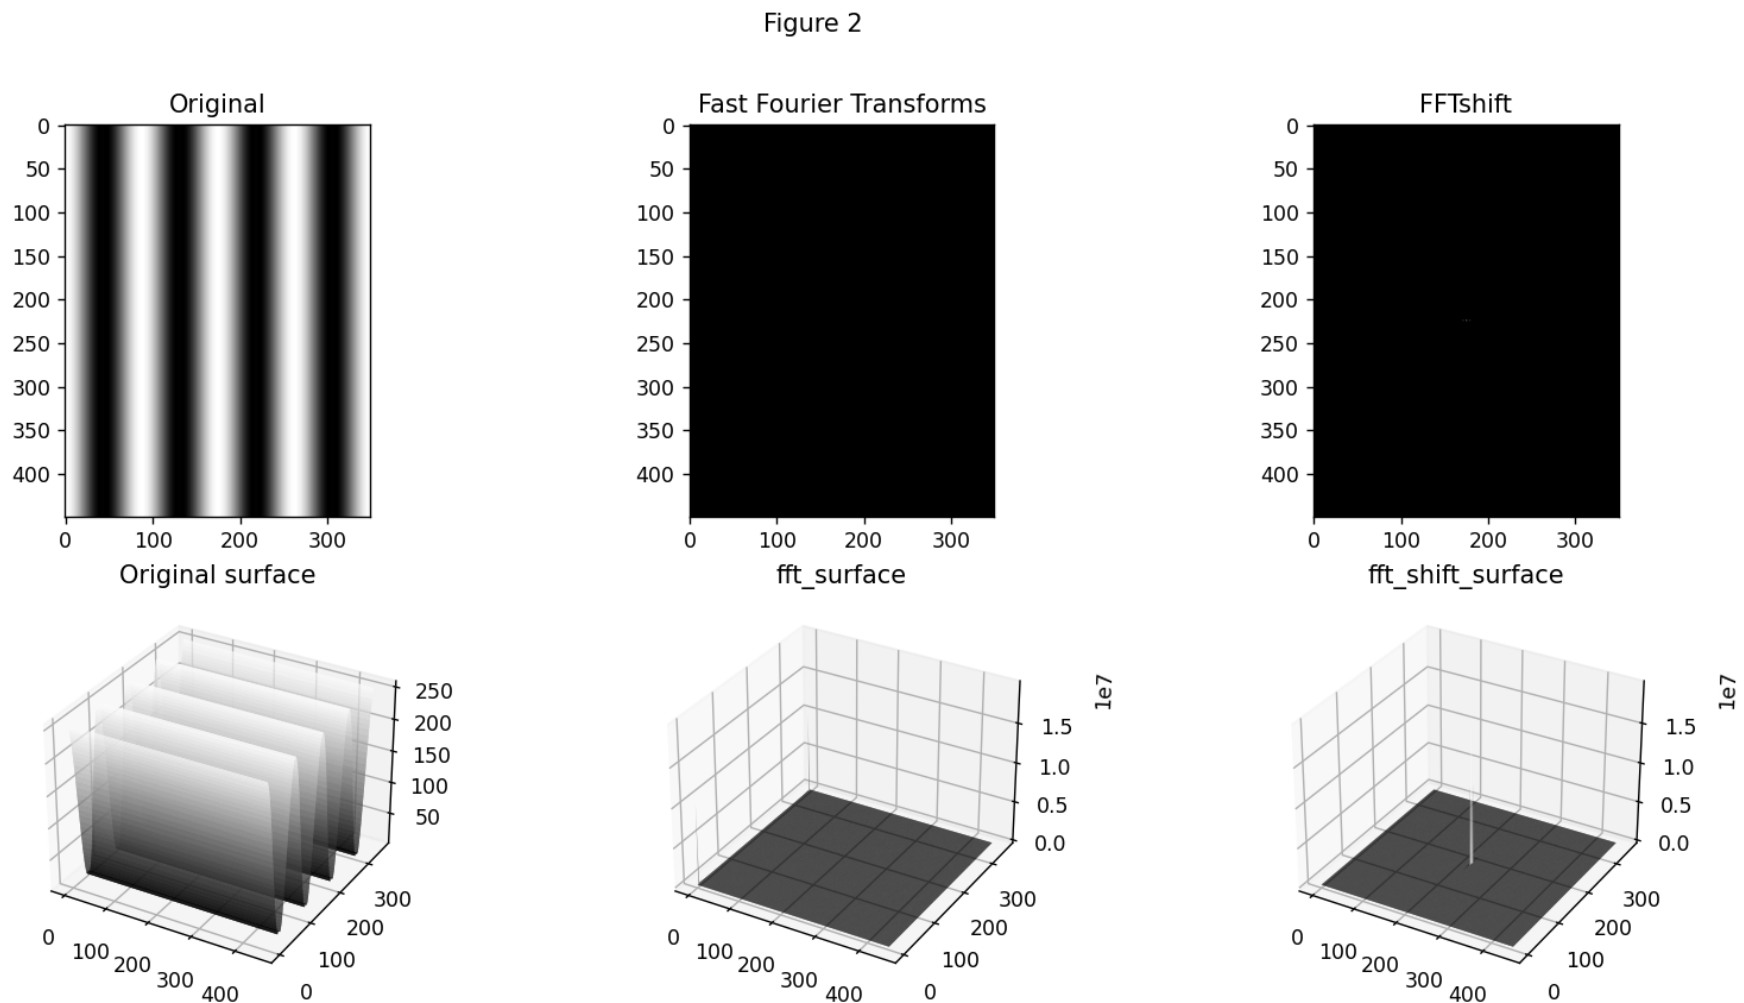 Figure 2
Original
Fast Fourier Transforms
FFTshift
0
50
100
150
200
250
300
350
400
0 100 200 300
0
50
100
150
200
250
300
350
400
0 100 200 300
0
50
100
150
200
250
300
350
400
0 100 200 300
Original surface
fft_surface
fft_shift_surface
250
200
150
100
50
0 100 200 300 400
0 100 200 300
1e7
1.5
1.0
0.5
0.0
0 100 200 300 400
0 100 200 300
1e7
1.5
1.0
0.5
0.0
0 100 200 300 400
0 100 200 300